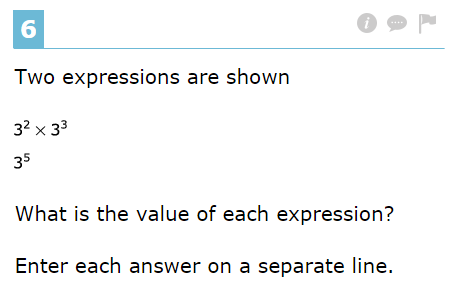 6
Two expressions are shown
3² × 3³
3⁵
What is the value of each expression?
Enter each answer on a separate line.